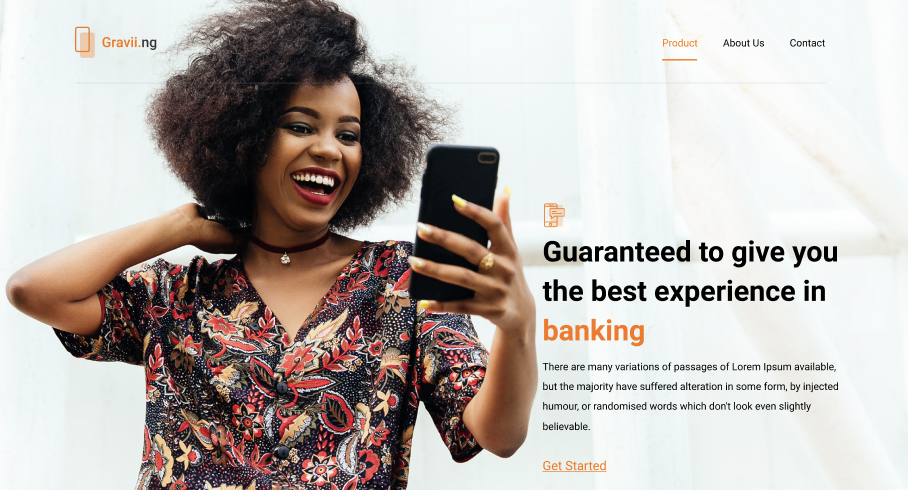 Gravii.ng
Product
About Us
Contact
Guaranteed to give you
the best experience in
banking
There are many variations of passages of Lorem Ipsum available,
but the majority have suffered alteration in some form, by injected
humour, or randomised words which don't look even slightly
believable.
Get Started